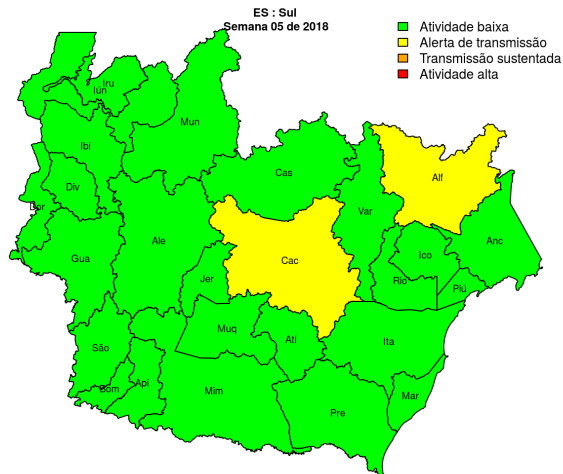 ES : Sul
Semana 05 de 2018
Atividade baixa
Alerta de transmissão
Transmissão sustentada
Atividade alta
Iru
Iún
Mun
Ibi
Cas
Alf
Div
Dor
Var
Ale
Anc
Gua
Ico
Cac
Jer
Rio
Piú
Muq
Ati
Ita
São
Api
Bom
Mim
Mar
Pre